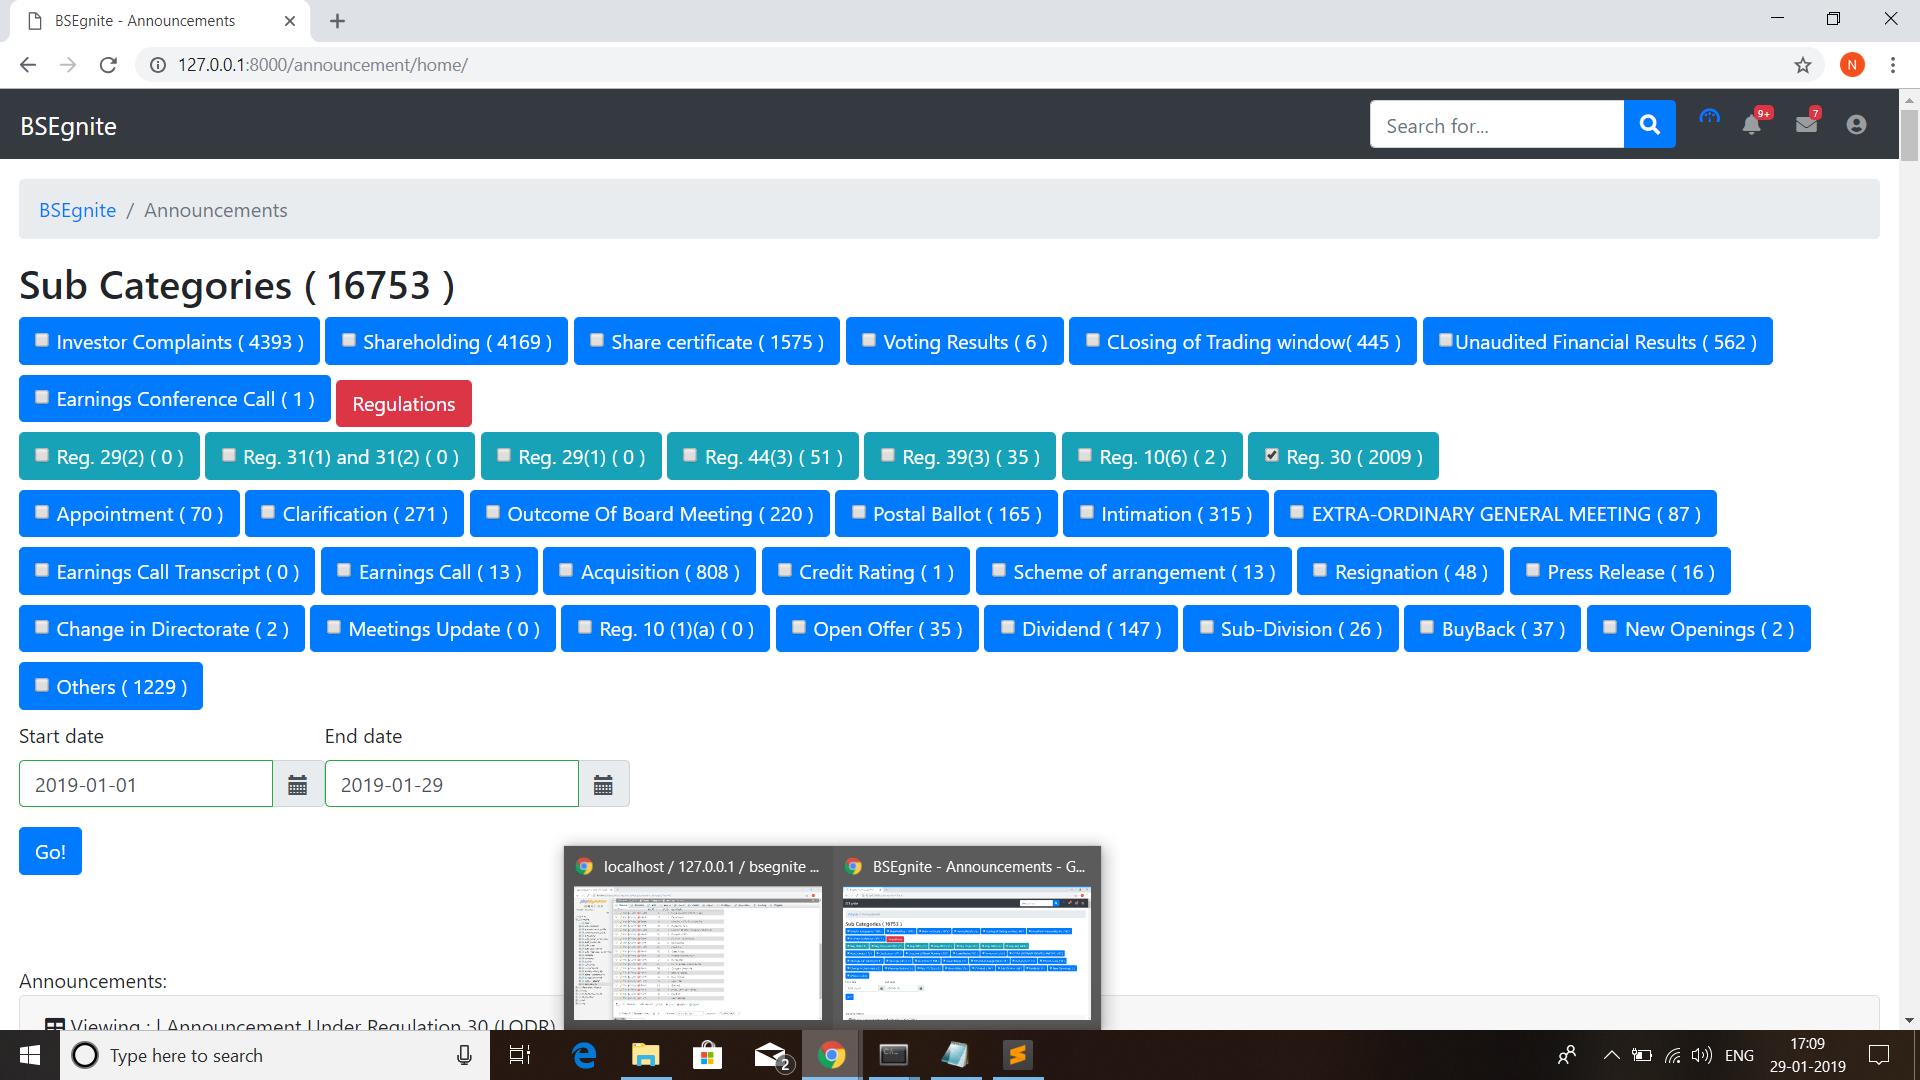 BSEgnite - Announcements
127.0.0.1:8000/announcement/home/
N
BSEgnite
Search for...
9+
7
BSEgnite / Announcements
Sub Categories ( 16753 )
Investor Complaints ( 4393 ) Shareholding ( 4169 ) Share certificate ( 1575 ) Voting Results ( 6 ) CLosing of Trading window( 445 ) Unaudited Financial Results ( 562 )
Earnings Conference Call ( 1 ) Regulations
Reg. 29(2) ( 0 ) Reg. 31(1) and 31(2) ( 0 ) Reg. 29(1) ( 0 ) Reg. 44(3) ( 51 ) Reg. 39(3) ( 35 ) Reg. 10(6) ( 2 ) Reg. 30 ( 2009 )
Appointment ( 70 ) Clarification ( 271 ) Outcome Of Board Meeting ( 220 ) Postal Ballot ( 165 ) Intimation ( 315 ) EXTRA-ORDINARY GENERAL MEETING ( 87 )
Earnings Call Transcript ( 0 ) Earnings Call ( 13 ) Acquisition ( 808 ) Credit Rating ( 1 ) Scheme of arrangement ( 13 ) Resignation ( 48 ) Press Release ( 16 )
Change in Directorate ( 2 ) Meetings Update ( 0 ) Reg. 10 (1)(a) ( 0 ) Open Offer ( 35 ) Dividend ( 147 ) Sub-Division ( 26 ) BuyBack ( 37 ) New Openings ( 2 )
Others ( 1229 )
Start date End date
2019-01-01 2019-01-29
Go!
localhost / 127.0.0.1 / bsegnite ... BSEgnite - Announcements - G...
Sub Categories ( 16753 )
Announcements:
Viewing : | Announcement Under Regulation 30 (LODR)
Type here to search
2
ENG
17:09
29-01-2019